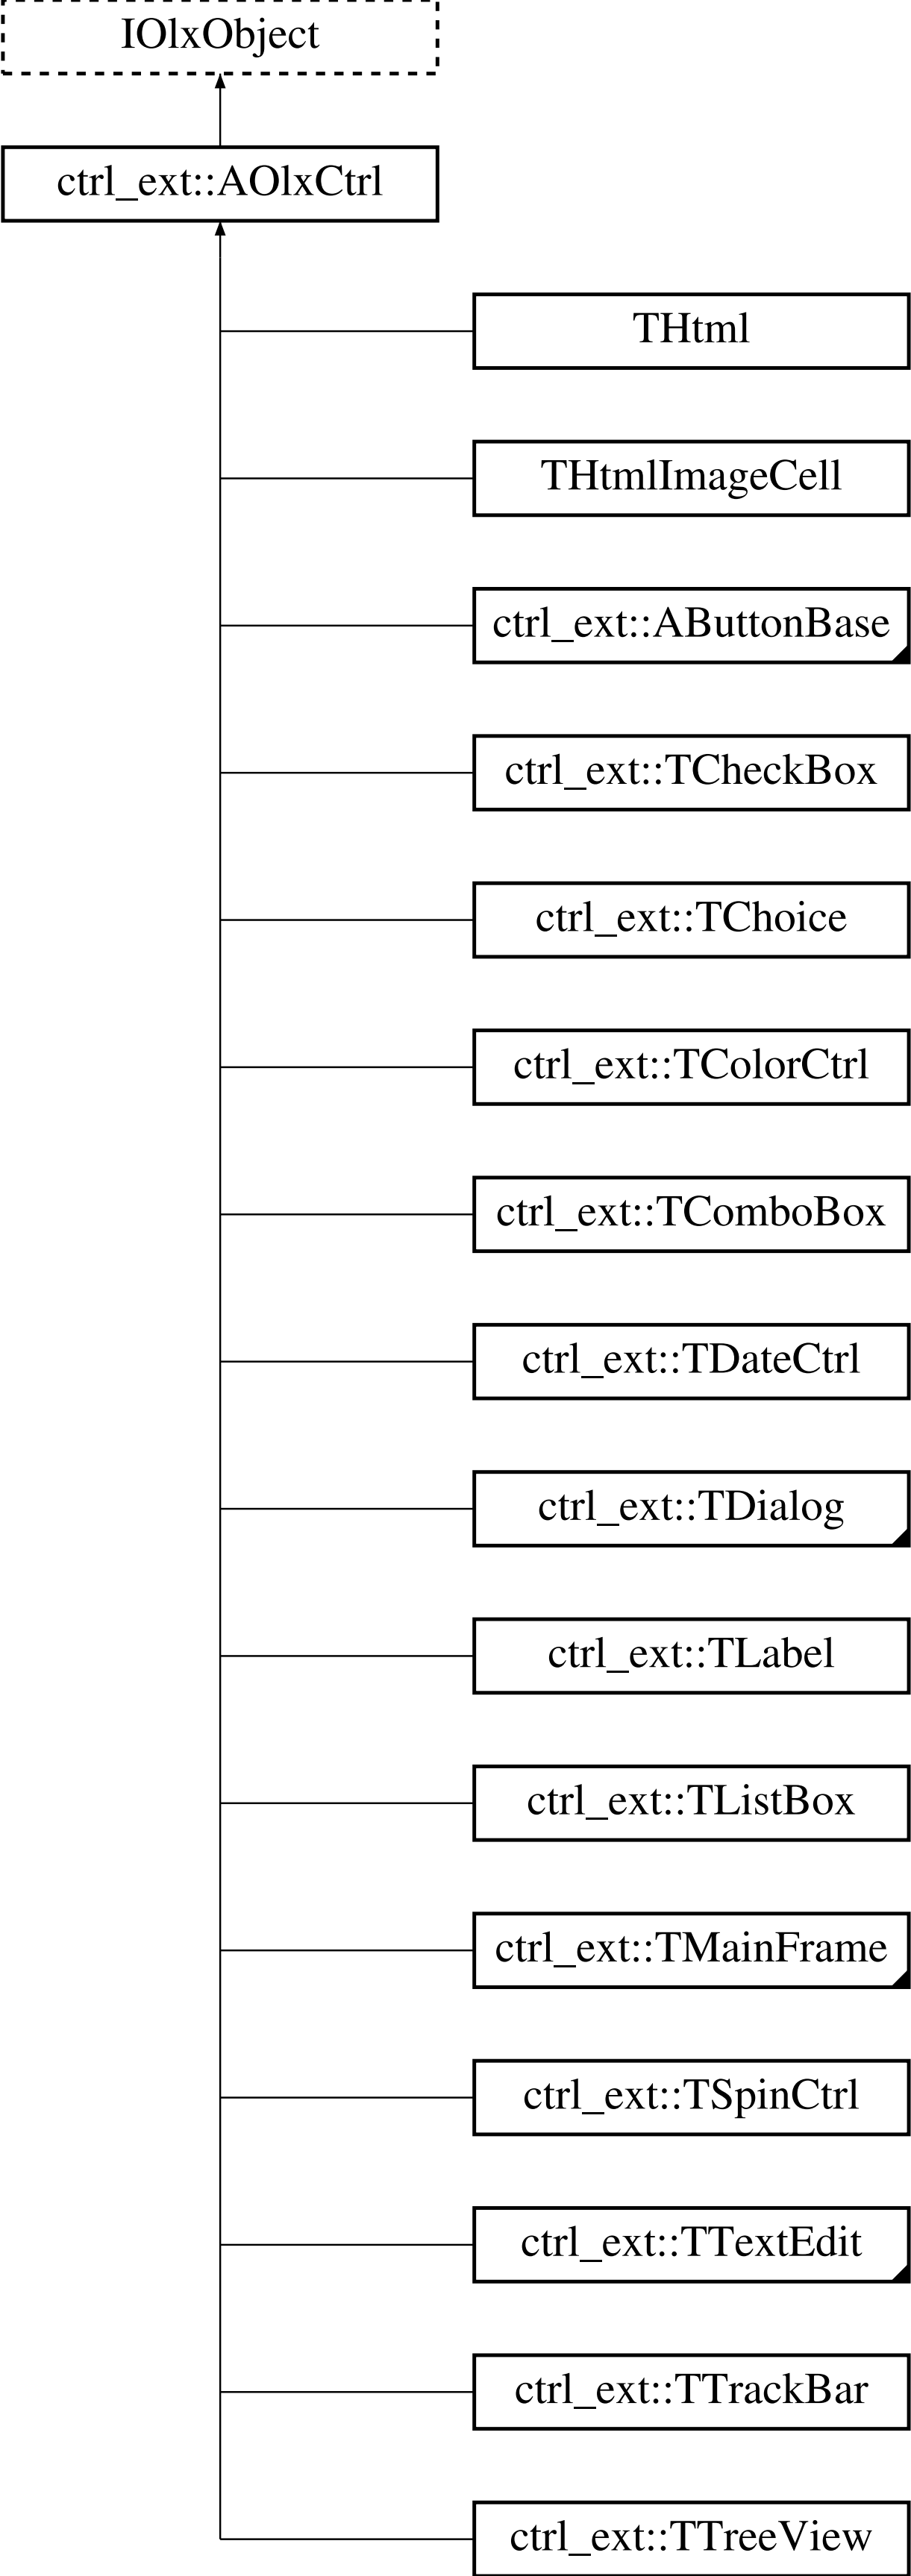 IOlxObject
ctrl_ext::AOlxCtrl
THtml
THtmlImageCell
ctrl_ext::AButtonBase
ctrl_ext::TCheckBox
ctrl_ext::TChoice
ctrl_ext::TColorCtrl
ctrl_ext::TComboBox
ctrl_ext::TDateCtrl
ctrl_ext::TDialog
ctrl_ext::TLabel
ctrl_ext::TListBox
ctrl_ext::TMainFrame
ctrl_ext::TSpinCtrl
ctrl_ext::TTextEdit
ctrl_ext::TTrackBar
ctrl_ext::TTreeView